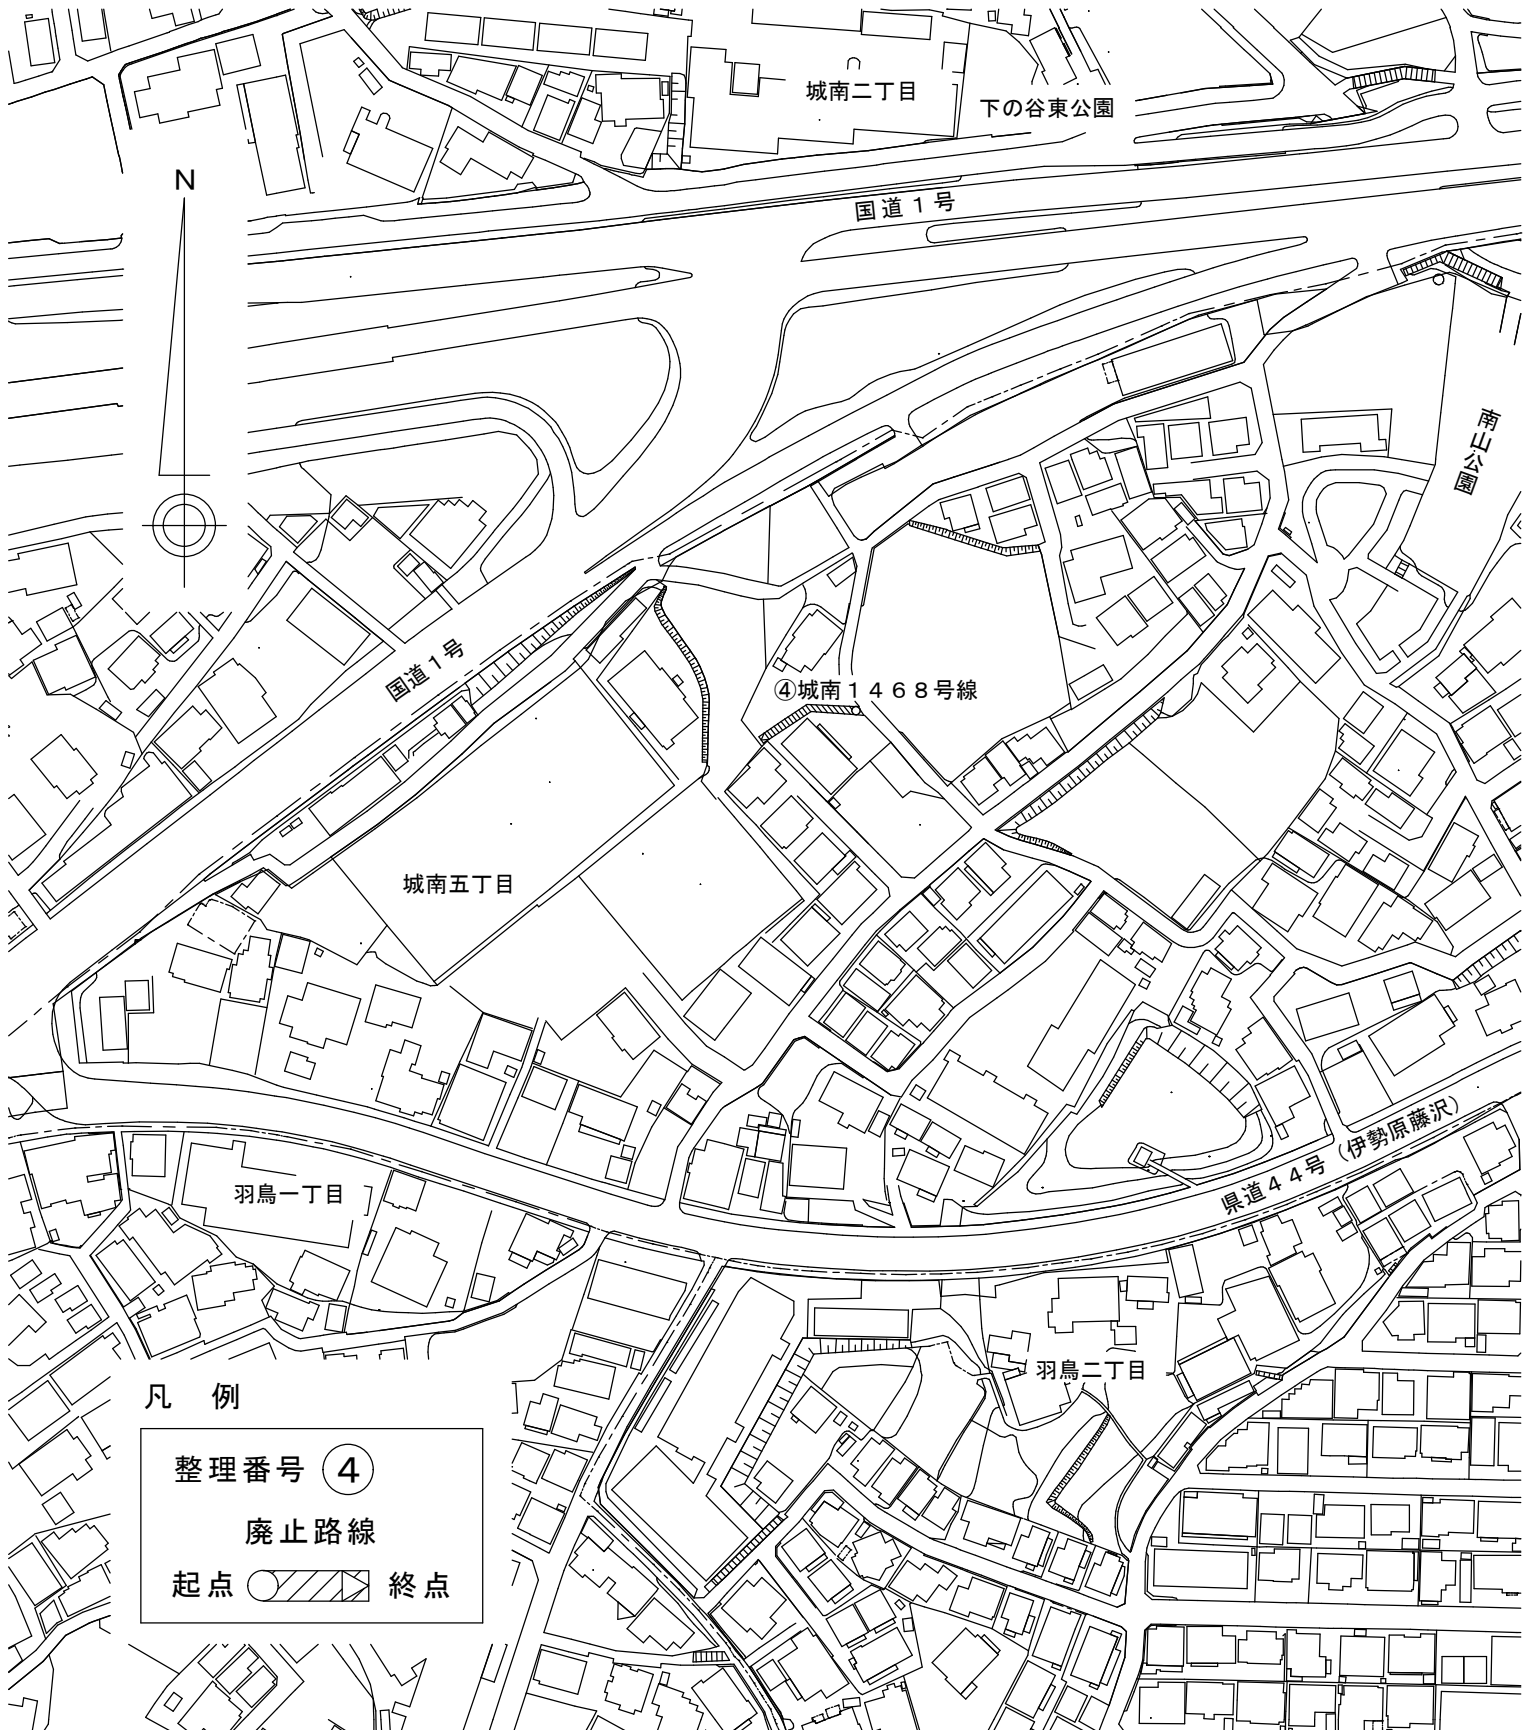 城南二丁目
下の谷東公園
N
国道1号
南山公園
国道1号
④城南1468号線
城南五丁目
県道44号(伊勢原藤沢)
羽鳥一丁目
羽鳥二丁目
凡 例
整理番号 ④
廃止路線
起点 終点